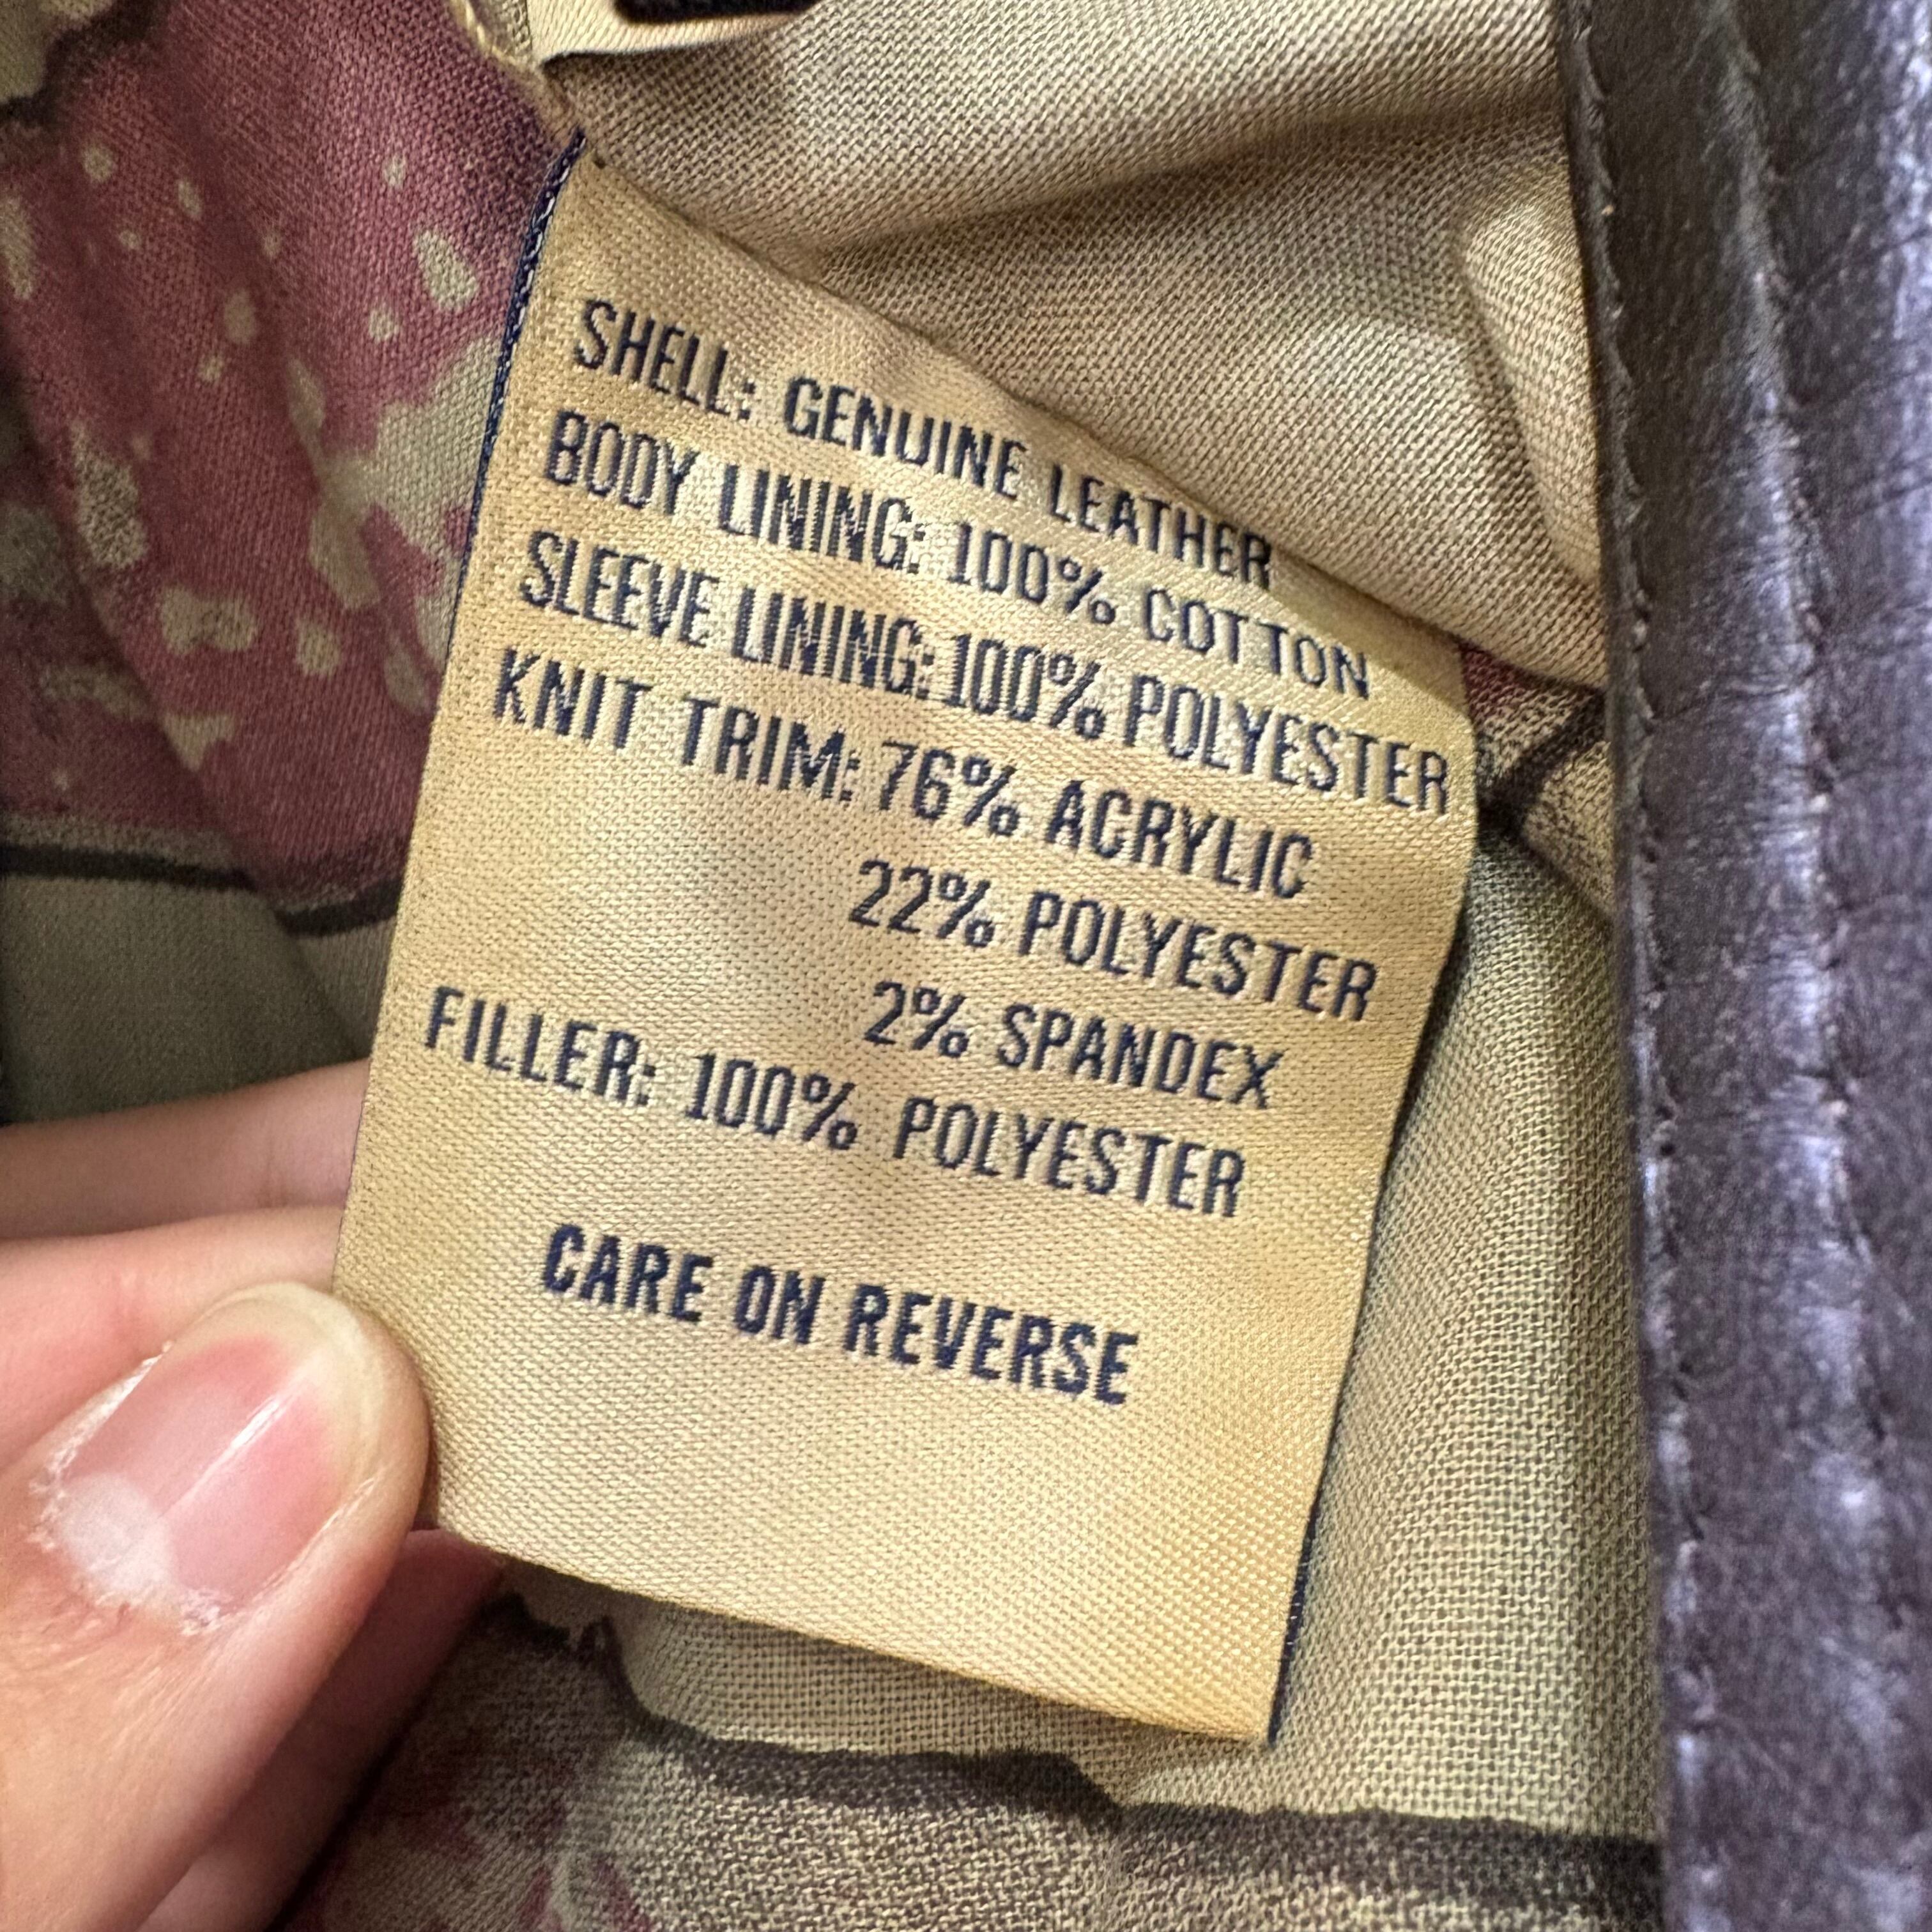 SHELL: GENUINE LEATHER
BODY LINING: 100% COTTON
SLEEVE LINING: 100% POLYESTER
KNIT TRIM: 76% ACRYLIC
22% POLYESTER
2% SPANDEX
FILLER: 100% POLYESTER
CARE ON REVERSE